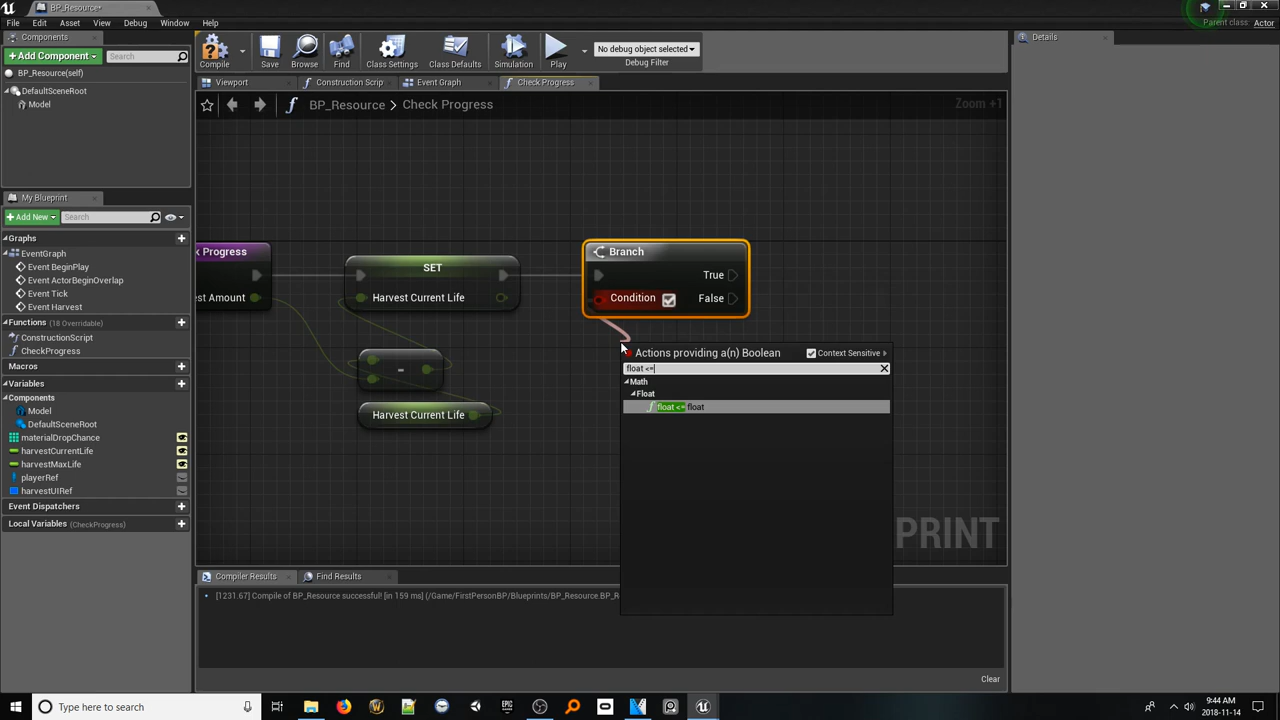 BP_Resource*
File Edit Asset View Debug Window Help
Parent class: Actor
Components
Add Component
Search
BP_Resource(self)
DefaultSceneRoot
Model
My Blueprint
Add New
Search
Graphs
EventGraph
Event BeginPlay
Event ActorBeginOverlap
Event Tick
Event Harvest
Functions (18 Overridable)
ConstructionScript
CheckProgress
Macros
Variables
Components
Model
DefaultSceneRoot
materialDropChance
harvestCurrentLife
harvestMaxLife
playerRef
harvestUIRef
Event Dispatchers
Local Variables (CheckProgress)
Compile Save Browse Find Class Settings Class Defaults Simulation Play
No debug object selected
Debug Filter
Viewport Construction Scrip Event Graph Check Progress
BP_Resource > Check Progress
Zoom +1
k Progress
est Amount
SET
Harvest Current Life
-
Harvest Current Life
Branch
True
Condition
False
Actions providing a(n) Boolean
Context Sensitive
float <=
Math
Float
float <= float
PRINT
Compiler Results Find Results
[1231.67] Compile of BP_Resource successful! [in 159 ms] (/Game/FirstPersonBP/Blueprints/BP_Resource.BP_R
Clear
Details
Type here to search
EPIC
9:44 AM
2018-11-14